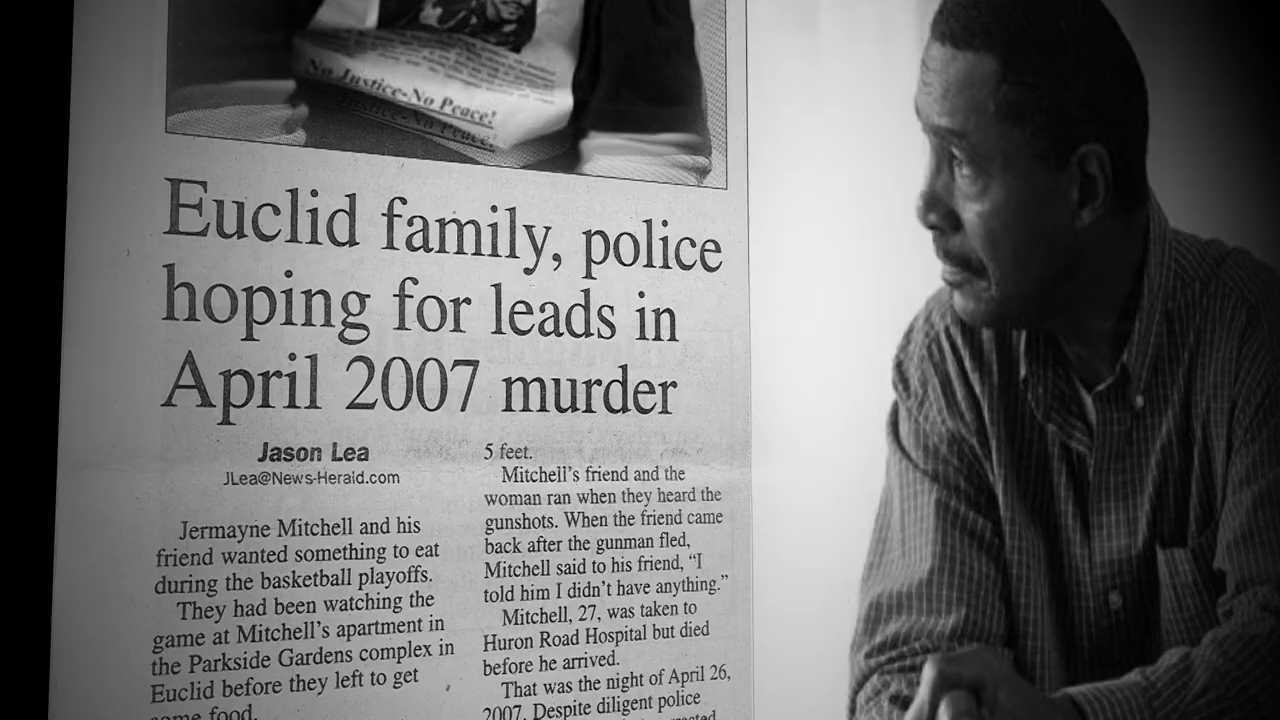 No Justice-No Peace!
Justice-No Peace!
Euclid family, police
hoping for leads in
April 2007 murder
Jason Lea
JLea@News-Herald.com
Jermayne Mitchell and his
friend wanted something to eat
during the basketball playoffs.
They had been watching the
game at Mitchell's apartment in
the Parkside Gardens complex in
Euclid before they left to get
some food.
5 feet.
Mitchell's friend and the
woman ran when they heard the
gunshots. When the friend came
back after the gunman fled,
Mitchell said to his friend, “I
told him I didn't have anything.”
Mitchell, 27, was taken to
Huron Road Hospital but died
before he arrived.
That was the night of April 26,
2007. Despite diligent police